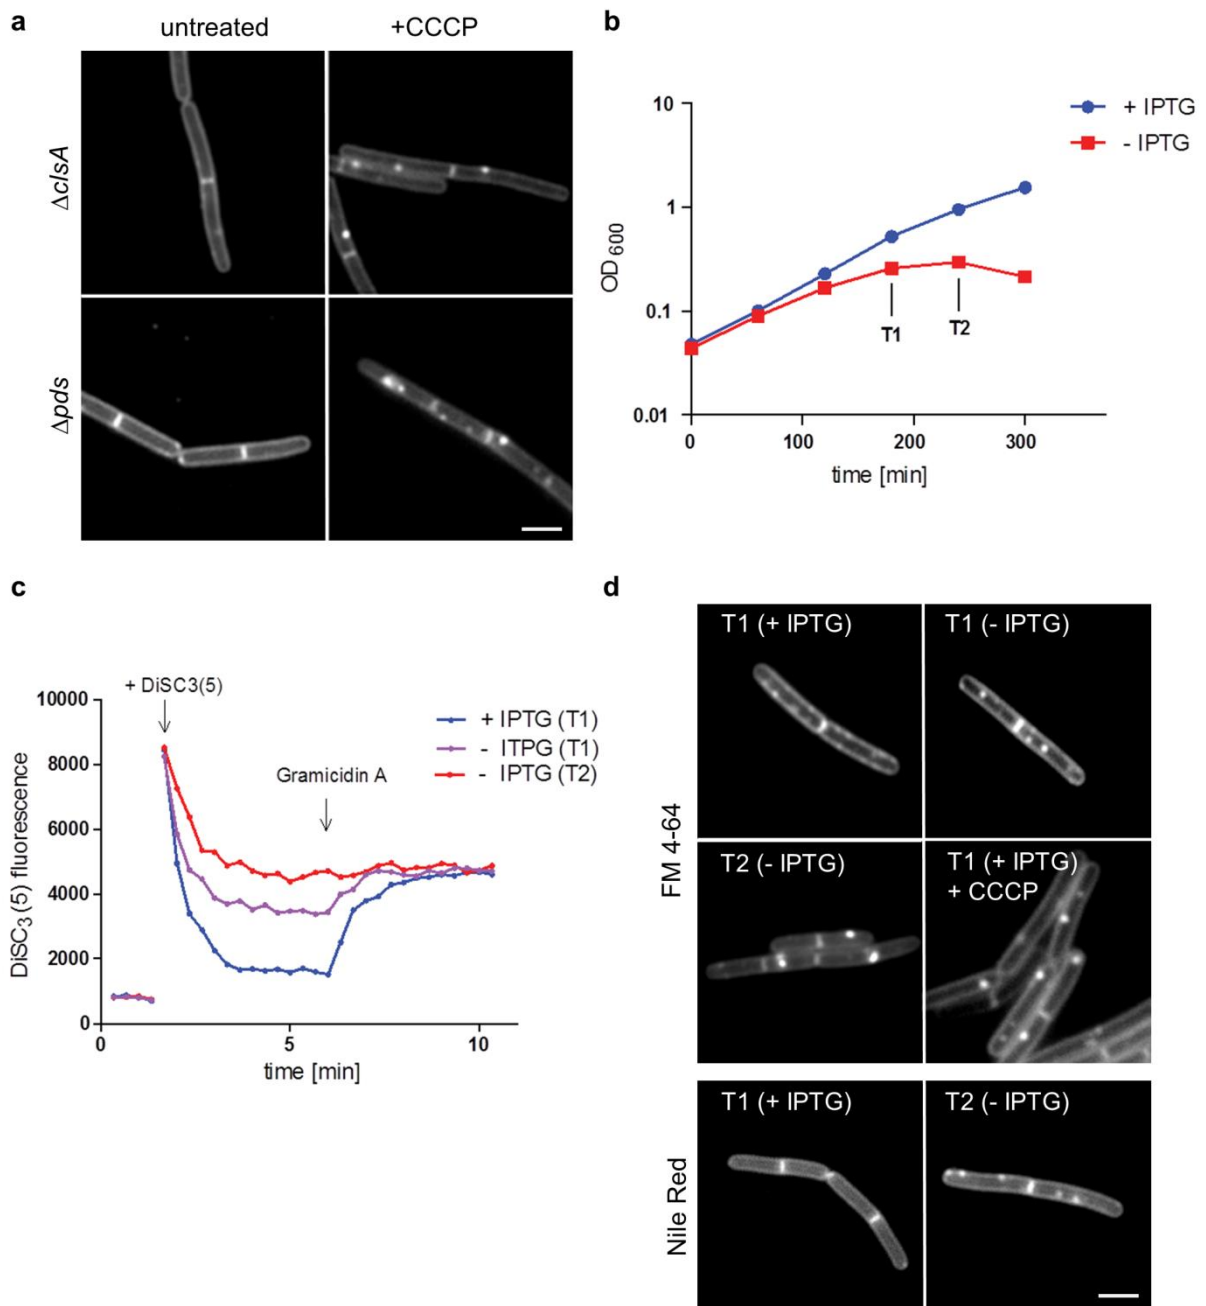 a
untreated
+CCCP
ΔclsA
Δpds
b
+ IPTG
- IPTG
10
1
0.1
0.01
OD600
T1
T2
0
100
200
300
time [min]
c
+ DiSC3(5)
Gramicidin A
+ IPTG (T1)
- ITPG (T1)
- IPTG (T2)
10000
8000
6000
4000
2000
0
DiSC3(5) fluorescence
0
5
10
time [min]
d
FM 4-64
T1 (+ IPTG)
T1 (- IPTG)
T2 (- IPTG)
T1 (+ IPTG)
+ CCCP
Nile Red
T1 (+ IPTG)
T2 (- IPTG)